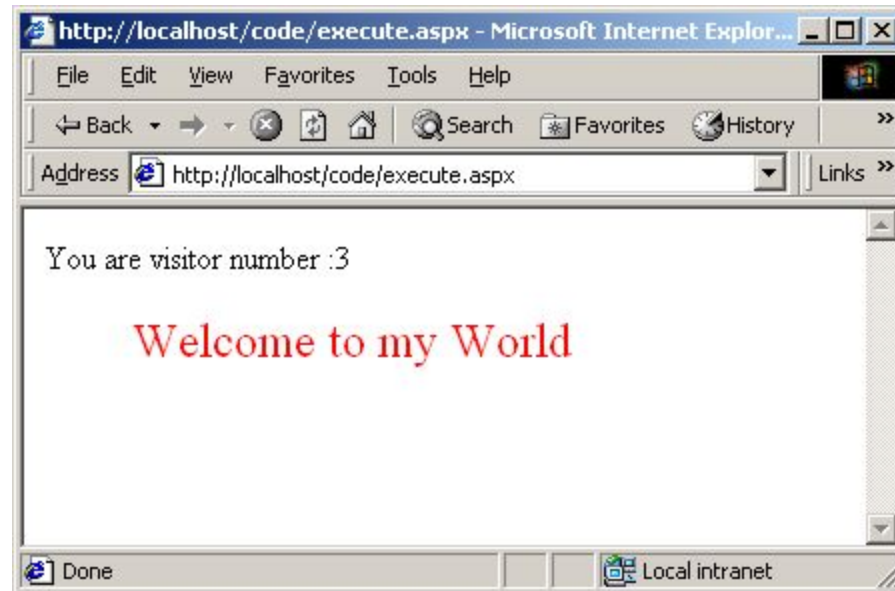 http://localhost/code/execute.aspx - Microsoft Internet Explor...
File Edit View Favorites Tools Help
Back Search Favorites History »
Address http://localhost/code/execute.aspx Links »
You are visitor number :3
Welcome to my World
Done Local intranet